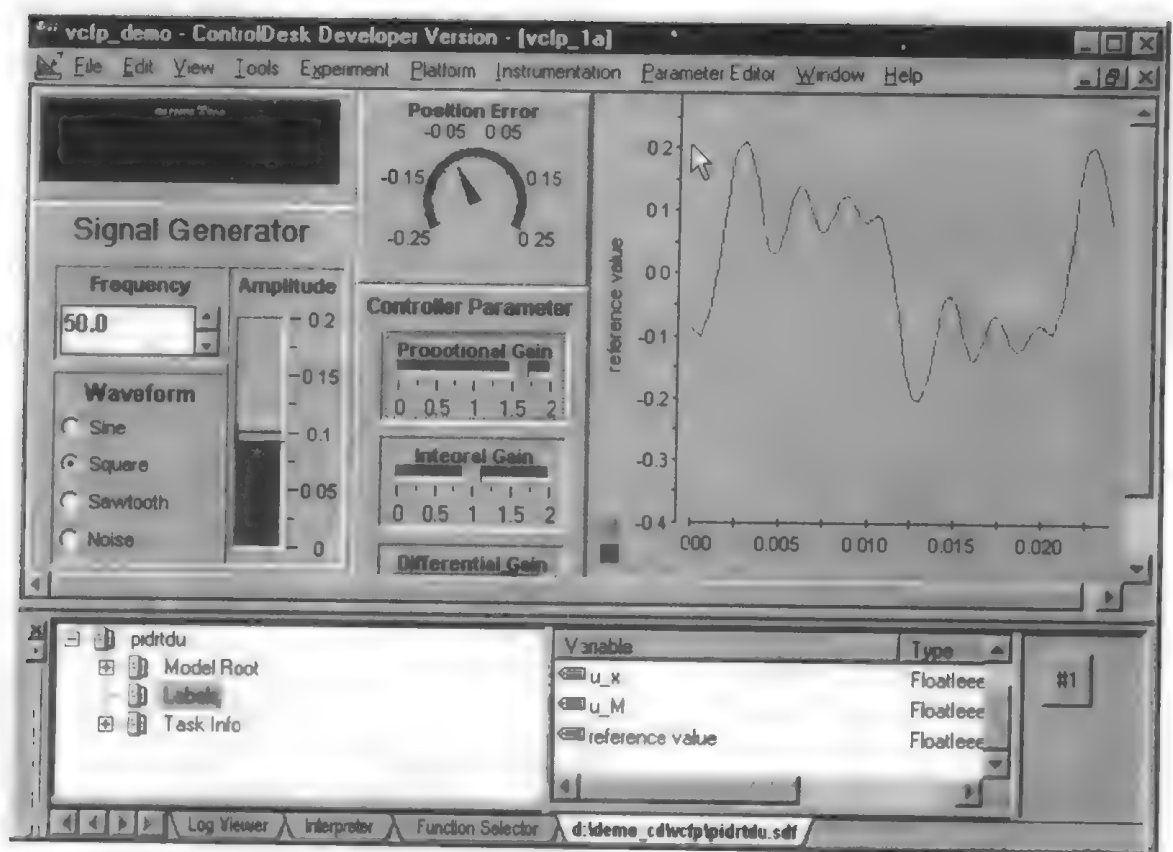 vcfp_demo - ControlDesk Developer Version - [vcfp_1a]
File Edit View Tools Experiment Platform Instrumentation Parameter Editor Window Help
Position Error
-0 05 0 05
-0 15 0 15
-0.25 0 25
Signal Generator
Frequency
50.0
Amplitude
0 2
0 15
0.1
0 05
0
Waveform
Sine
Square
Sawtooth
Noise
Controller Parameter
Propotional Gain
0 0.5 1 1.5 2
Integral Gain
0 0.5 1 1.5 2
Differential Gain
reference value
0 2
0 1
0 0
-0.1
-0.2
-0.3
-0 4
000 0.005 0 010 0 015 0 020
pidrtdu
Model Root
Labels
Task Info
Variable Type
u_x Floatieee
u_M Floatieee
reference value Floatieee
#1
Log Viewer Interpreter Function Selector d:\demo_cd\vcfp\pidrtdu.sdf